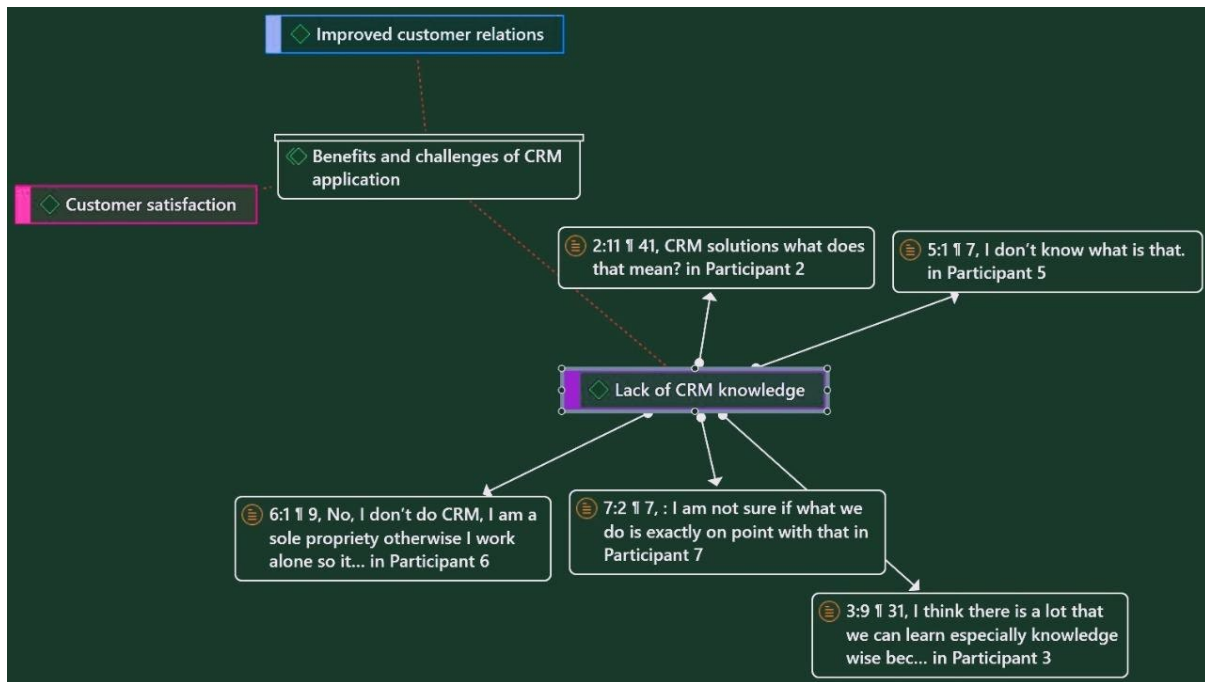 Improved customer relations
Benefits and challenges of CRM
application
Customer satisfaction
2:11 ¶ 41, CRM solutions what does
that mean? in Participant 2
5:1 ¶ 7, I don’t know what is that.
in Participant 5
Lack of CRM knowledge
6:1 ¶ 9, No, I don’t do CRM, I am a
sole propriety otherwise I work
alone so it... in Participant 6
7:2 ¶ 7, : I am not sure if what we
do is exactly on point with that in
Participant 7
3:9 ¶ 31, I think there is a lot that
we can learn especially knowledge
wise bec... in Participant 3